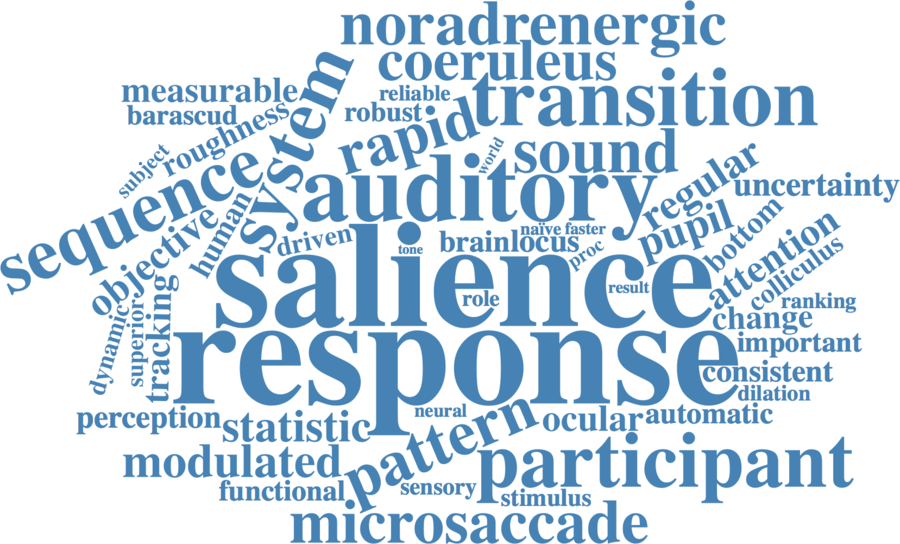 noradrenergic
coeruleus
measurable
reliable
transition
barascud
robust
system
roughness
rapid
world
sound
subject
sequence
auditory
regular
uncertainty
human
objective
driven
naïve faster
brainlocus
tone
proc
pupil
bottom
attention
salience
role
result
colliculus
ranking
dynamic
superior
tracking
change
response
important
consistent
dilation
perception
neural
statistic
pattern
ocular
automatic
modulated
participant
functional
sensory
stimulus
microsaccade